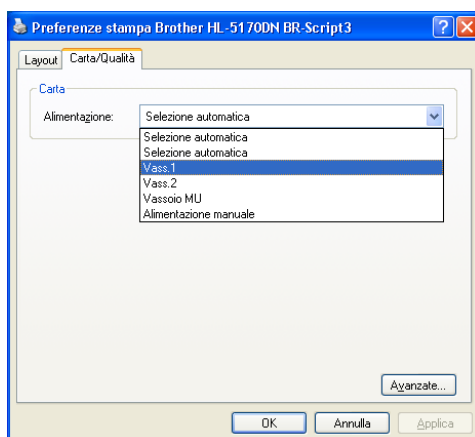 Preferenze stampa Brother HL-5170DN BR-Script3
Layout Carta/Qualità
Carta
Alimentazione: Selezione automatica
Selezione automatica
Selezione automatica
Vass.1
Vass.2
Vassoio MU
Alimentazione manuale
Avanzate...
OK Annulla Applica